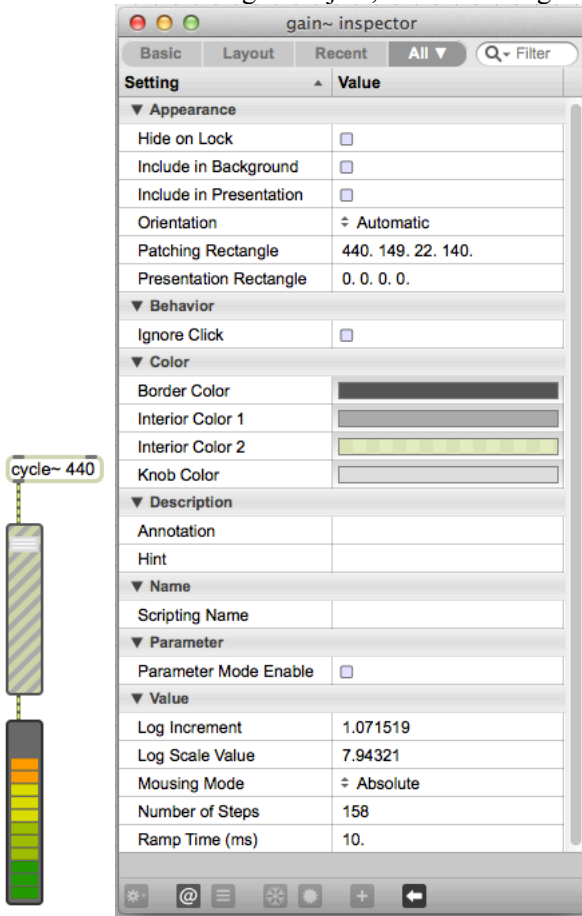 gain~ inspector
Basic Layout Recent All ▼ Filter
Setting Value
▼ Appearance
Hide on Lock
Include in Background
Include in Presentation
Orientation Automatic
Patching Rectangle 440. 149. 22. 140.
Presentation Rectangle 0. 0. 0. 0.
▼ Behavior
Ignore Click
▼ Color
Border Color
Interior Color 1
Interior Color 2
Knob Color
▼ Description
Annotation
Hint
▼ Name
Scripting Name
▼ Parameter
Parameter Mode Enable
▼ Value
Log Increment 1.071519
Log Scale Value 7.94321
Mousing Mode Absolute
Number of Steps 158
Ramp Time (ms) 10.
cycle~ 440